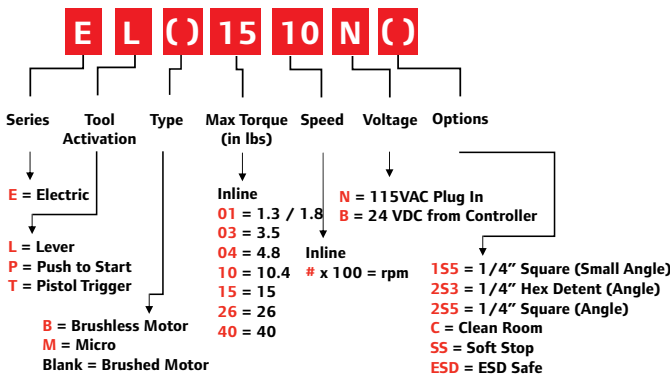 E L ( ) 15 10 N ( )
Series Tool Activation Type Max Torque (in lbs) Speed Voltage Options
E = Electric
L = Lever
P = Push to Start
T = Pistol Trigger
B = Brushless Motor
M = Micro
Blank = Brushed Motor
Inline
01 = 1.3 / 1.8
03 = 3.5
04 = 4.8
10 = 10.4
15 = 15
26 = 26
40 = 40
Inline
# x 100 = rpm
N = 115VAC Plug In
B = 24 VDC from Controller
1S5 = 1/4” Square (Small Angle)
2S3 = 1/4” Hex Detent (Angle)
2S5 = 1/4” Square (Angle)
C = Clean Room
SS = Soft Stop
ESD = ESD Safe